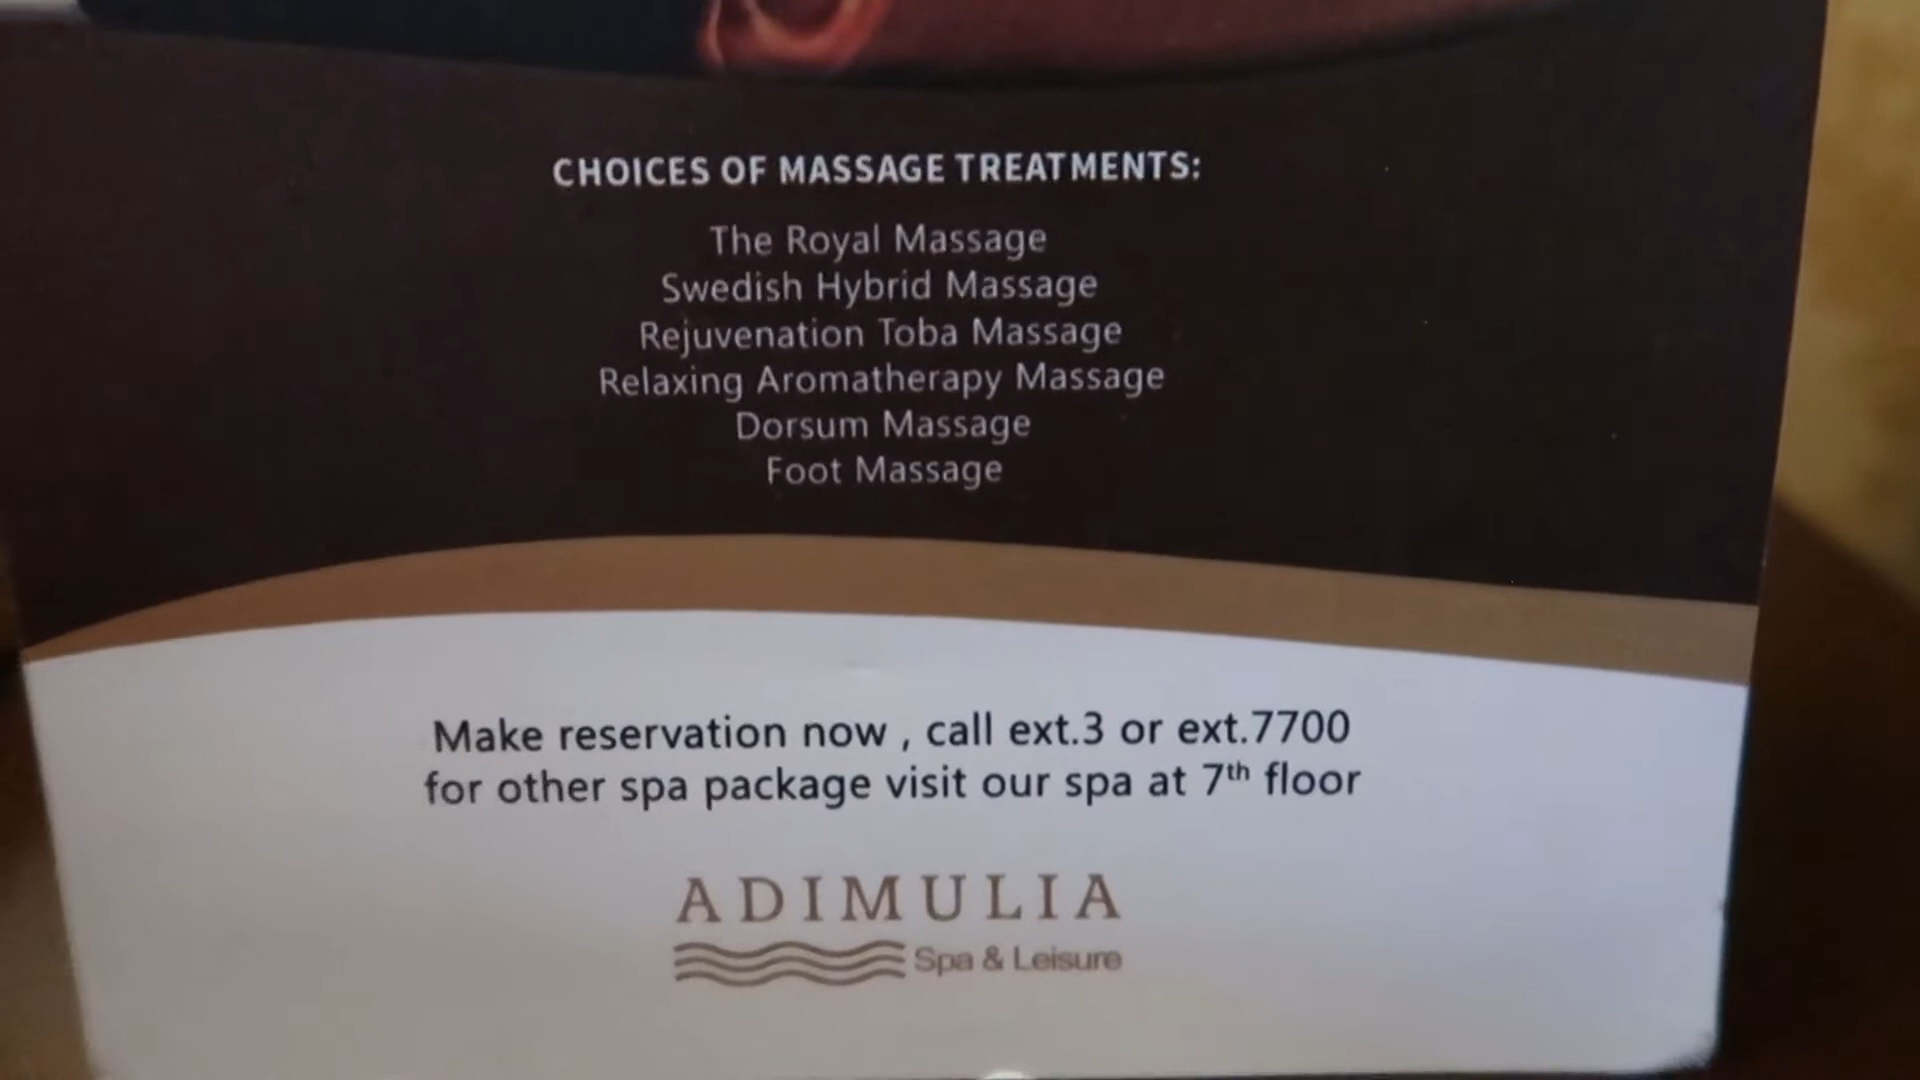 CHOICES OF MASSAGE TREATMENTS:
The Royal Massage
Swedish Hybrid Massage
Rejuvenation Toba Massage
Relaxing Aromatherapy Massage
Dorsum Massage
Foot Massage
Make reservation now , call ext.3 or ext.7700
for other spa package visit our spa at 7th floor
ADIMULIA
Spa & Leisure